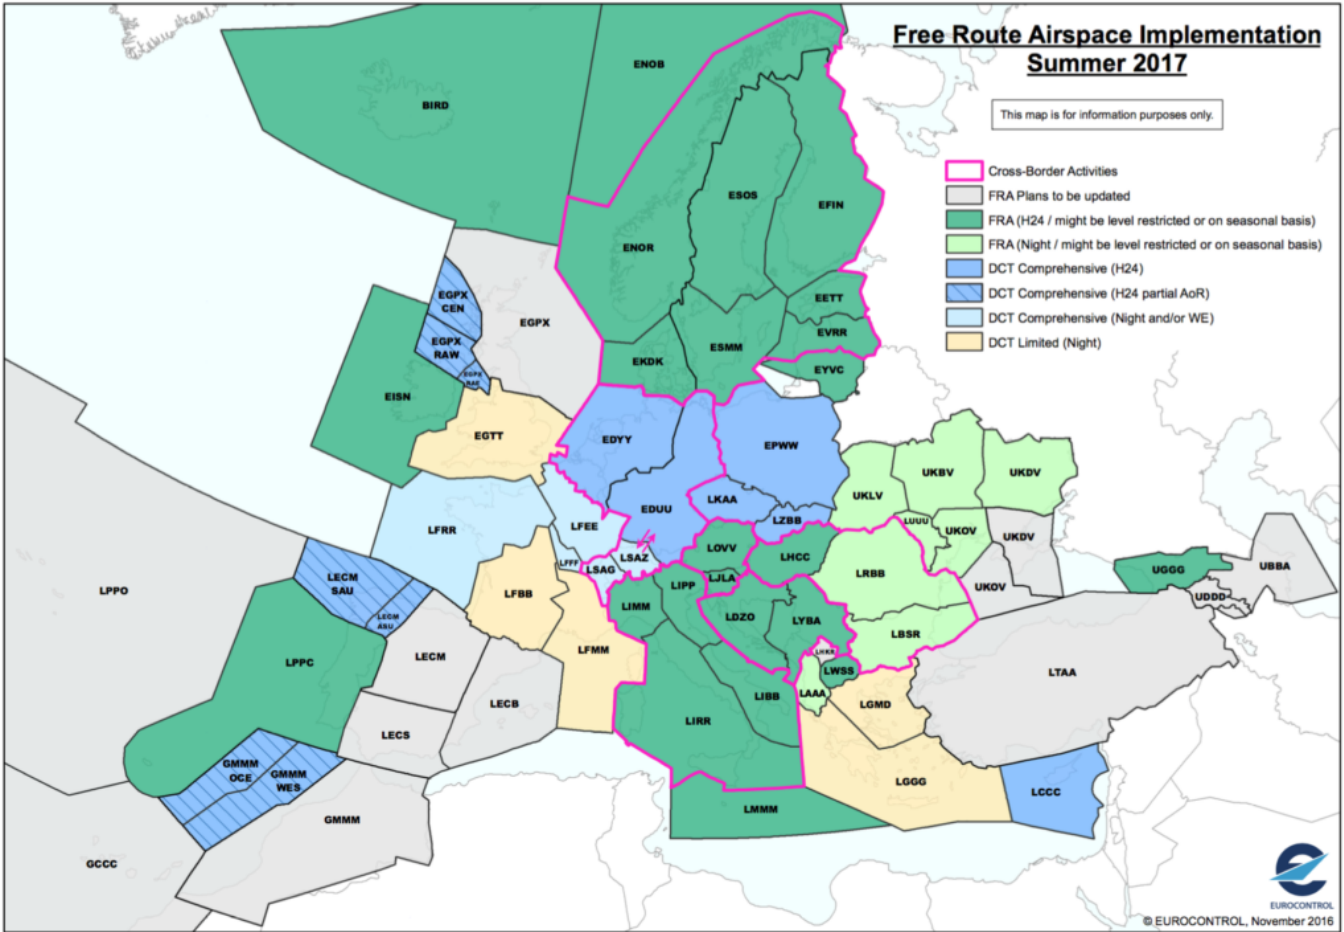 Free Route Airspace Implementation
Summer 2017
This map is for information purposes only.
Cross-Border Activities
FRA Plans to be updated
FRA (H24 / might be level restricted or on seasonal basis)
FRA (Night / might be level restricted or on seasonal basis)
DCT Comprehensive (H24)
DCT Comprehensive (H24 partial AoR)
DCT Comprehensive (Night and/or WE)
DCT Limited (Night)
ENOB
BIRD
ESOS
EFIN
ENOR
EETT
EGPX
CEN
EGPX
EVRR
EGPX
RAW
ESMM
EKDK
EYVC
EGPX
EISN
EGTT
EDYY
EPWW
UKBV
UKDV
UKLV
LKAA
EDUU
LZBB
LUUU
UKOV
LFRR
LFEE
UKDV
LOVV
LSAZ
LHCC
LFFF
LSAG
UGGG
UBBA
LECM
SAU
LJLA
LRBB
LIPP
UKOV
LPPO
LFBB
UDDD
LIMM
LECM
ASU
LDZO
LYBA
LBSR
LFMM
LECM
LPPC
LWSS
LTAA
LAAA
LIBB
LECB
LGMD
LIRR
LECS
GMMM
OCE
GMMM
WES
LGGG
LCCC
LMMM
GMMM
GCCC
EUROCONTROL
© EUROCONTROL, November 2016